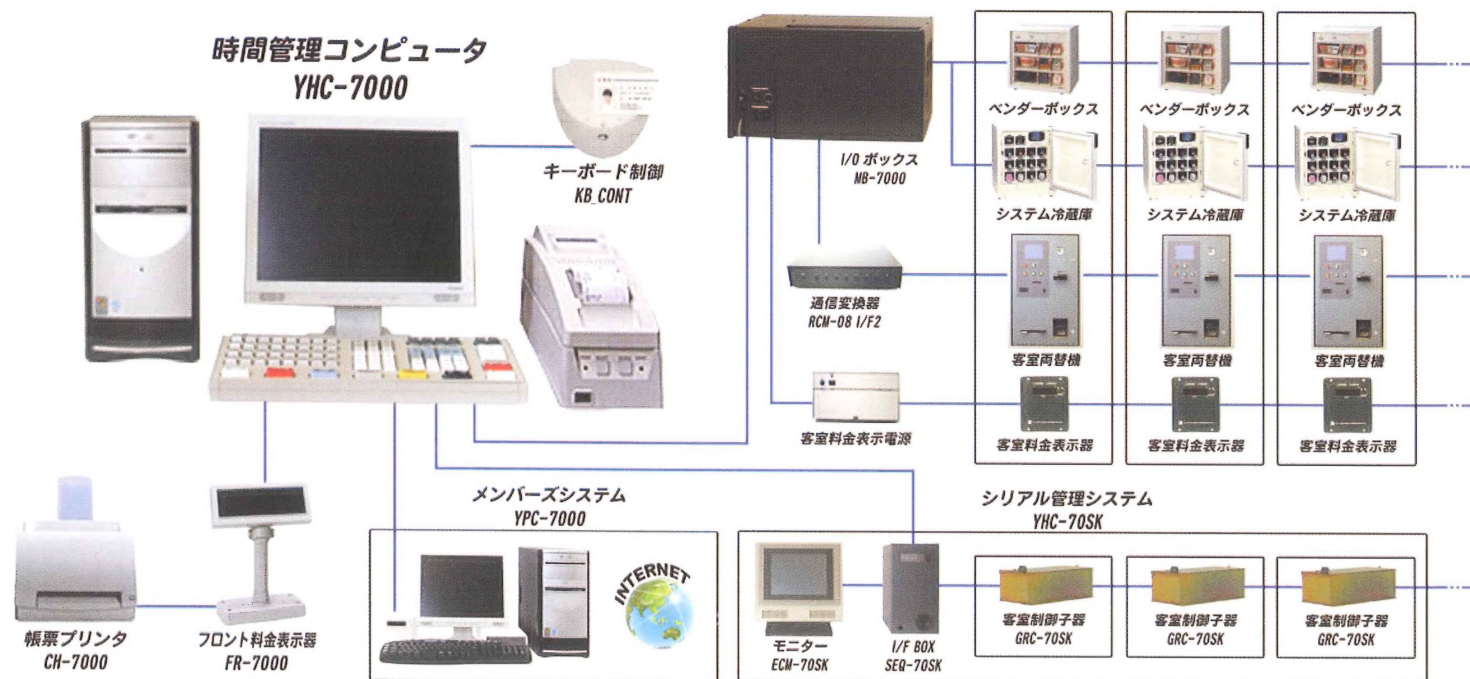 時間管理コンピュータ
YHC-7000
キーボード制御
KB_CONT
I/O ボックス
MB-7000
通信変換器
RCM-08 I/F2
客室料金表示電源
ベンダーボックス
システム冷蔵庫
客室両替機
客室料金表示器
ベンダーボックス
システム冷蔵庫
客室両替機
客室料金表示器
ベンダーボックス
システム冷蔵庫
客室両替機
客室料金表示器
帳票プリンタ
CH-7000
フロント料金表示器
FR-7000
メンバーズシステム
YPC-7000
INTERNET
シリアル管理システム
YHC-70SK
モニター
ECM-70SK
I/F BOX
SEQ-70SK
客室制御子器
GRC-70SK
客室制御子器
GRC-70SK
客室制御子器
GRC-70SK